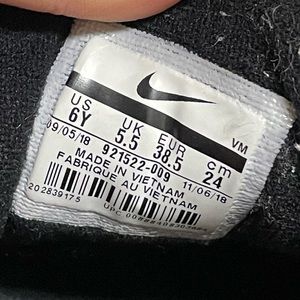 VM
US UK EUR cm
6Y 5.5 38.5 24
09/05/18 921522-009 11/06/18
MADE IN VIETNAM
FABRIQUE AU VIETNAM
202839175
UPC